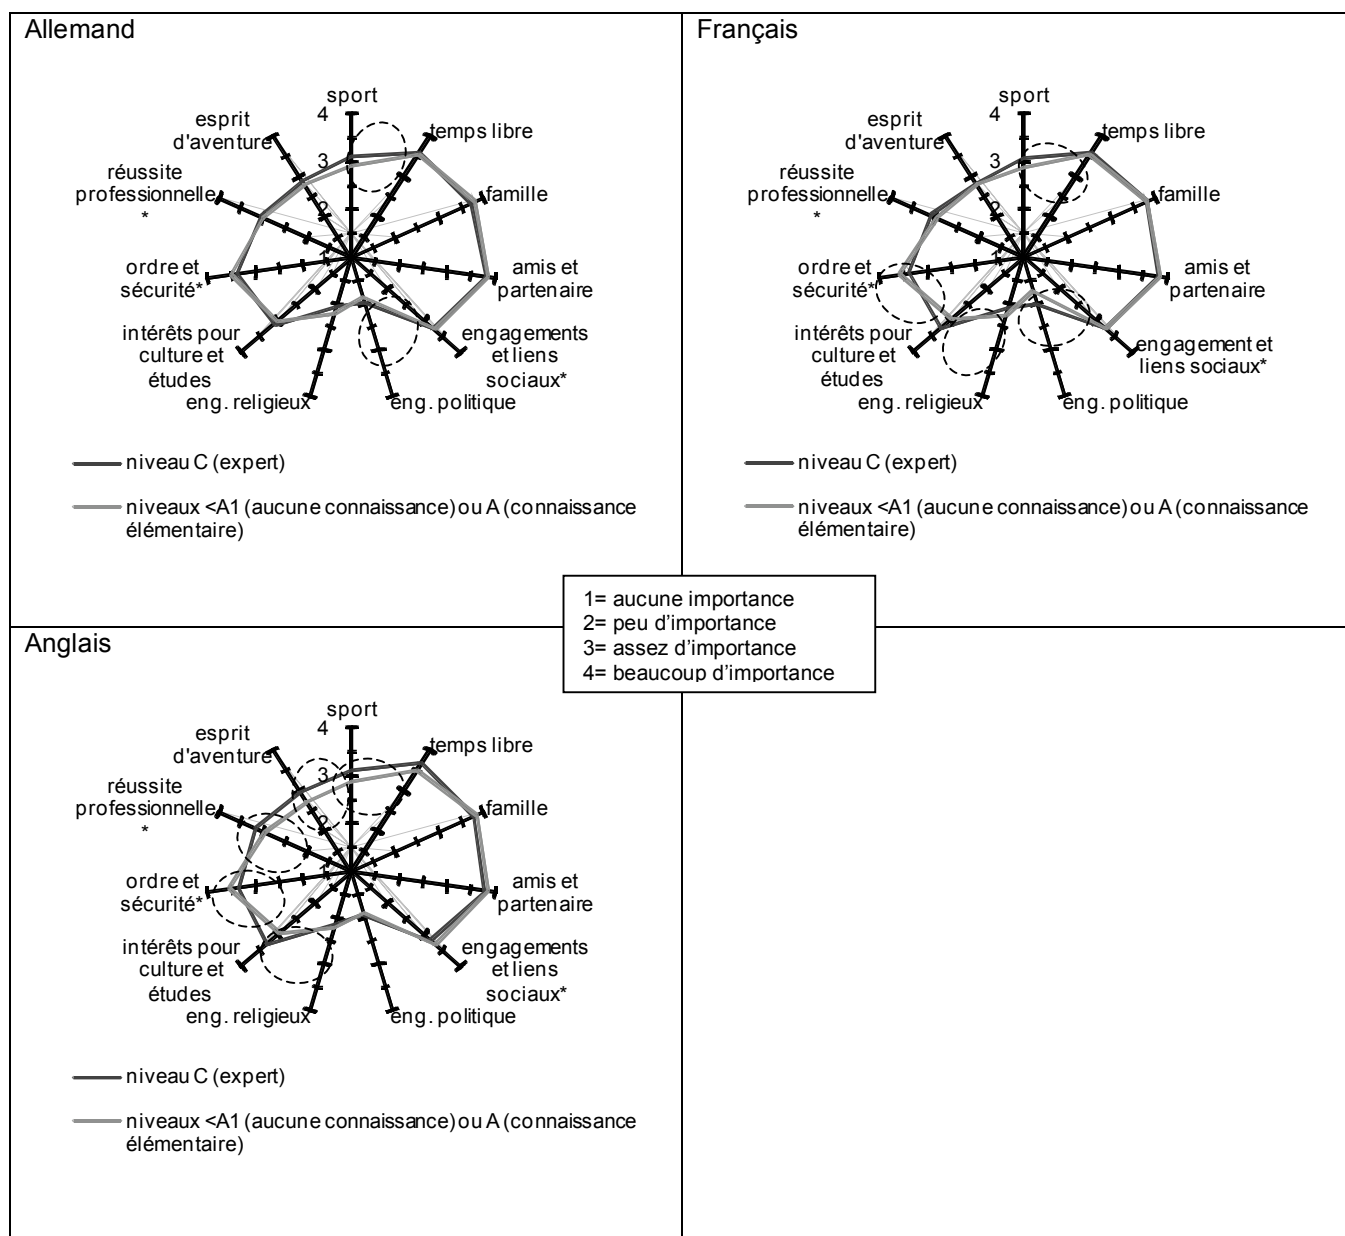 Allemand
sport
4
3
2
1
temps libre
famille
amis et
partenaire
engagements
et liens
sociaux*
eng. politique
eng. religieux
intérêts pour
culture et
études
ordre et
sécurité*
réussite
professionnelle
*
esprit
d'aventure
niveau C (expert)
niveaux <A1 (aucune connaissance) ou A (connaissance
élémentaire)
Français
sport
4
3
2
1
temps libre
famille
amis et
partenaire
engagement et
liens sociaux*
eng. politique
eng. religieux
intérêts pour
culture et
études
ordre et
sécurité*
réussite
professionnelle
*
esprit
d'aventure
niveau C (expert)
niveaux <A1 (aucune connaissance) ou A (connaissance
élémentaire)
1= aucune importance
2= peu d’importance
3= assez d’importance
4= beaucoup d’importance
Anglais
sport
4
3
2
1
temps libre
famille
amis et
partenaire
engagements
et liens
sociaux*
eng. politique
eng. religieux
intérêts pour
culture et
études
ordre et
sécurité*
réussite
professionnelle
*
esprit
d'aventure
niveau C (expert)
niveaux <A1 (aucune connaissance) ou A (connaissance
élémentaire)